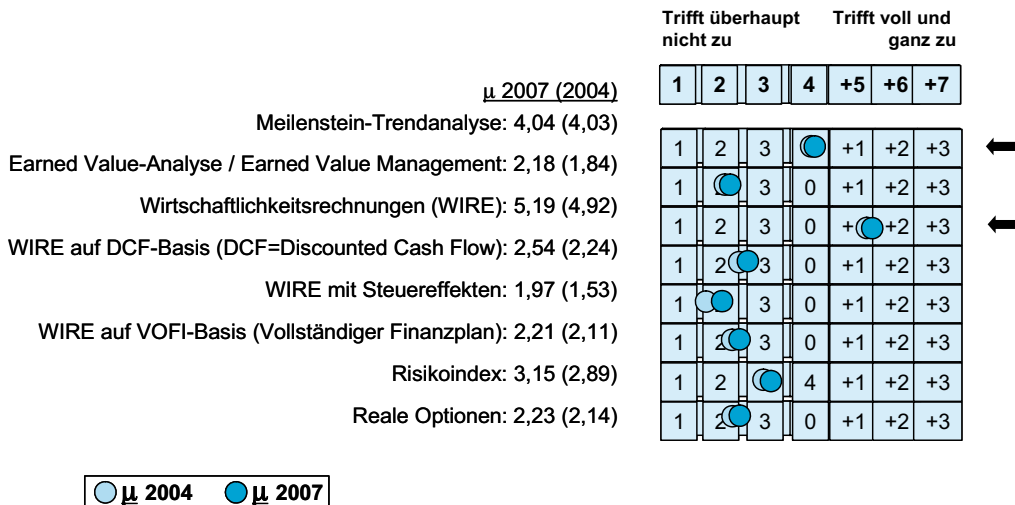 Trifft überhaupt nicht zu
Trifft voll und ganz zu
1 2 3 4 +5 +6 +7
µ 2007 (2004)
Meilenstein-Trendanalyse: 4,04 (4,03)
1 2 3 +1 +2 +3
Earned Value-Analyse / Earned Value Management: 2,18 (1,84)
1 3 0 +1 +2 +3
Wirtschaftlichkeitsrechnungen (WIRE): 5,19 (4,92)
1 2 3 0 + +2 +3
WIRE auf DCF-Basis (DCF=Discounted Cash Flow): 2,54 (2,24)
1 2 3 0 +1 +2 +3
WIRE mit Steuereffekten: 1,97 (1,53)
1 3 0 +1 +2 +3
WIRE auf VOFI-Basis (Vollständiger Finanzplan): 2,21 (2,11)
1 2 3 0 +1 +2 +3
Risikoindex: 3,15 (2,89)
1 2 4 +1 +2 +3
Reale Optionen: 2,23 (2,14)
1 2 3 0 +1 +2 +3
µ 2004 µ 2007